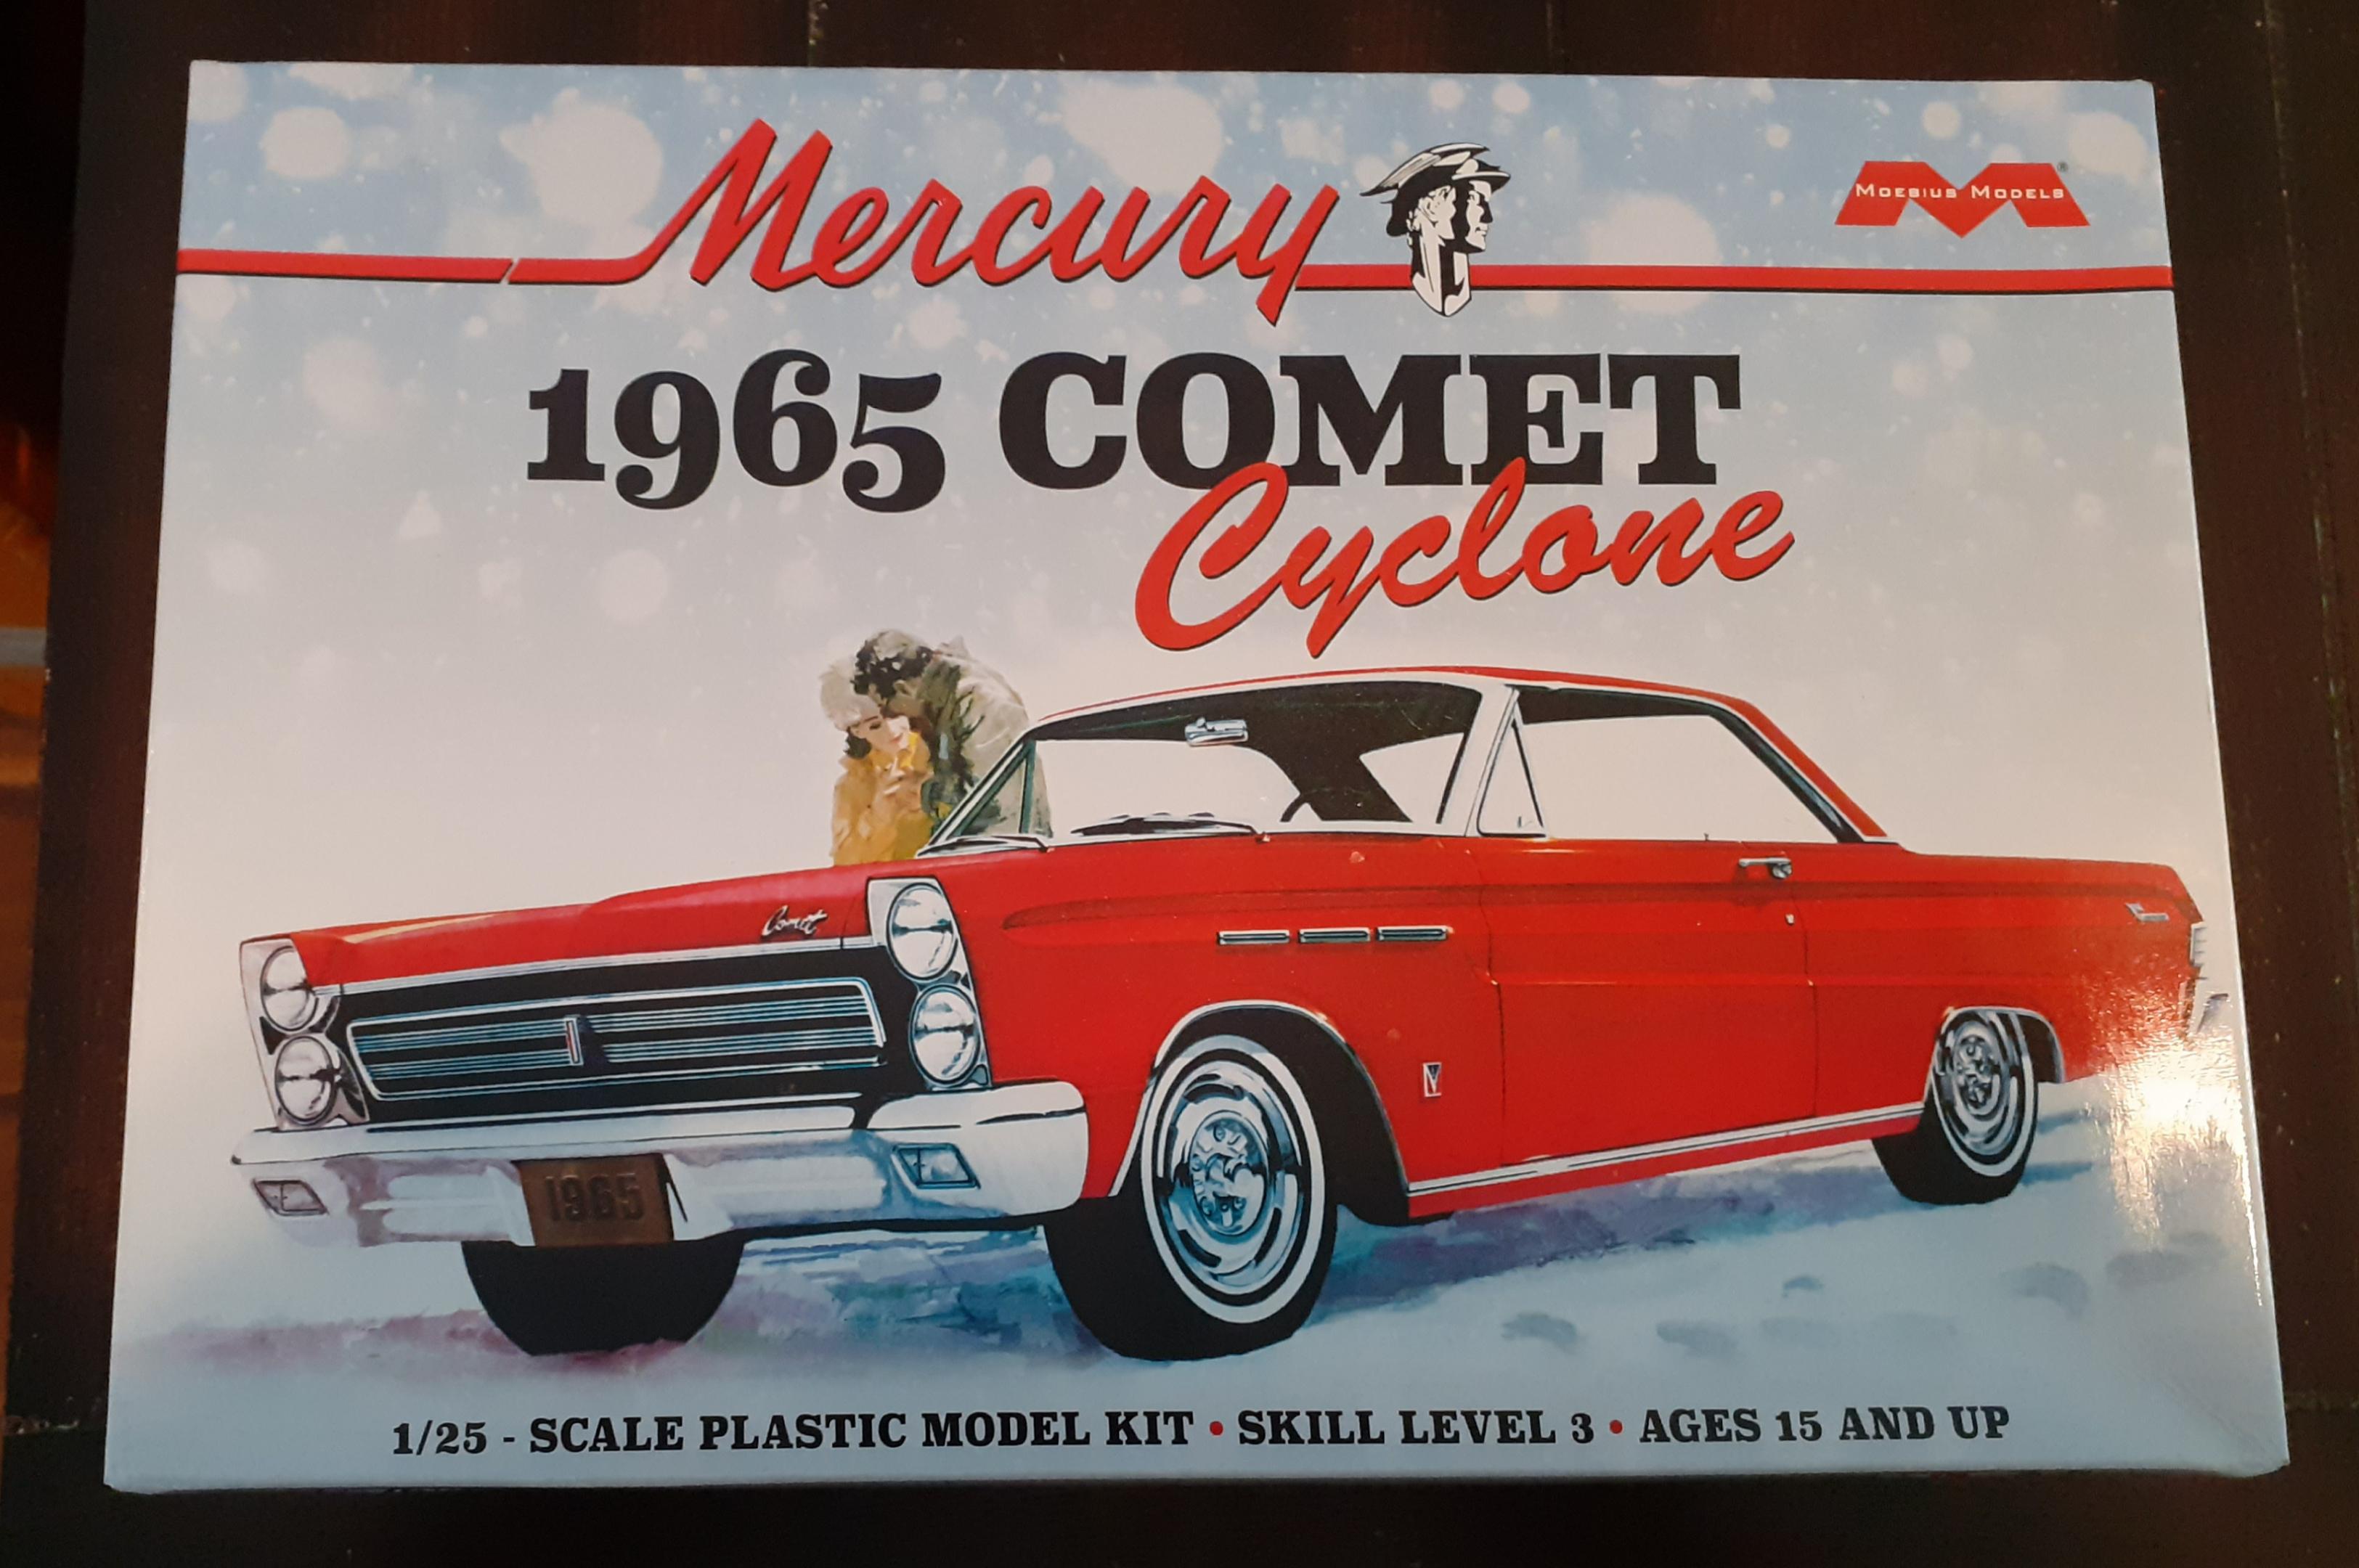 Mercury
MOEBIUS MODELS®
1965 COMET
Cyclone
Comet
1965
1/25 - SCALE PLASTIC MODEL KIT • SKILL LEVEL 3 • AGES 15 AND UP